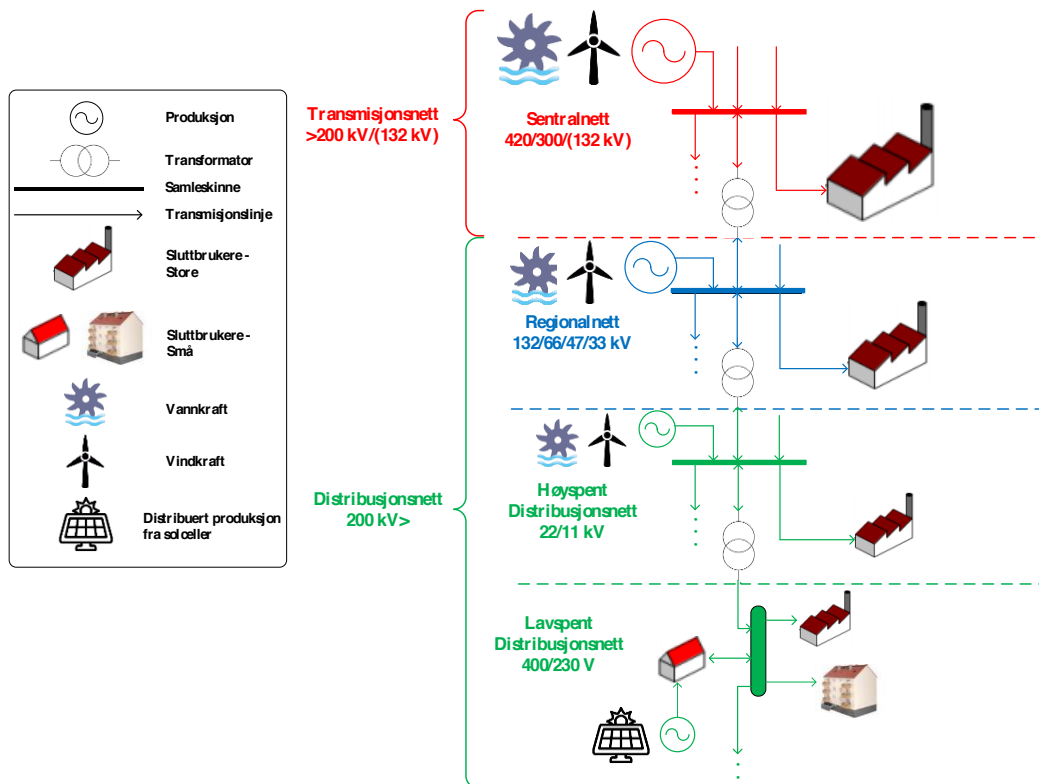 Produksjon
Transformator
Samleskinne
Transmisjonslinje
Sluttbrukere -
Store
Sluttbrukere -
Små
Vannkraft
Vindkraft
Distribuert produksjon
fra solceller
Transmisjonsnett
>200 kV/(132 kV)
Distribusjonsnett
200 kV>
Sentralnett
420/300/(132 kV)
Regionalnett
132/66/47/33 kV
Høyspent
Distribusjonsnett
22/11 kV
Lavspent
Distribusjonsnett
400/230 V